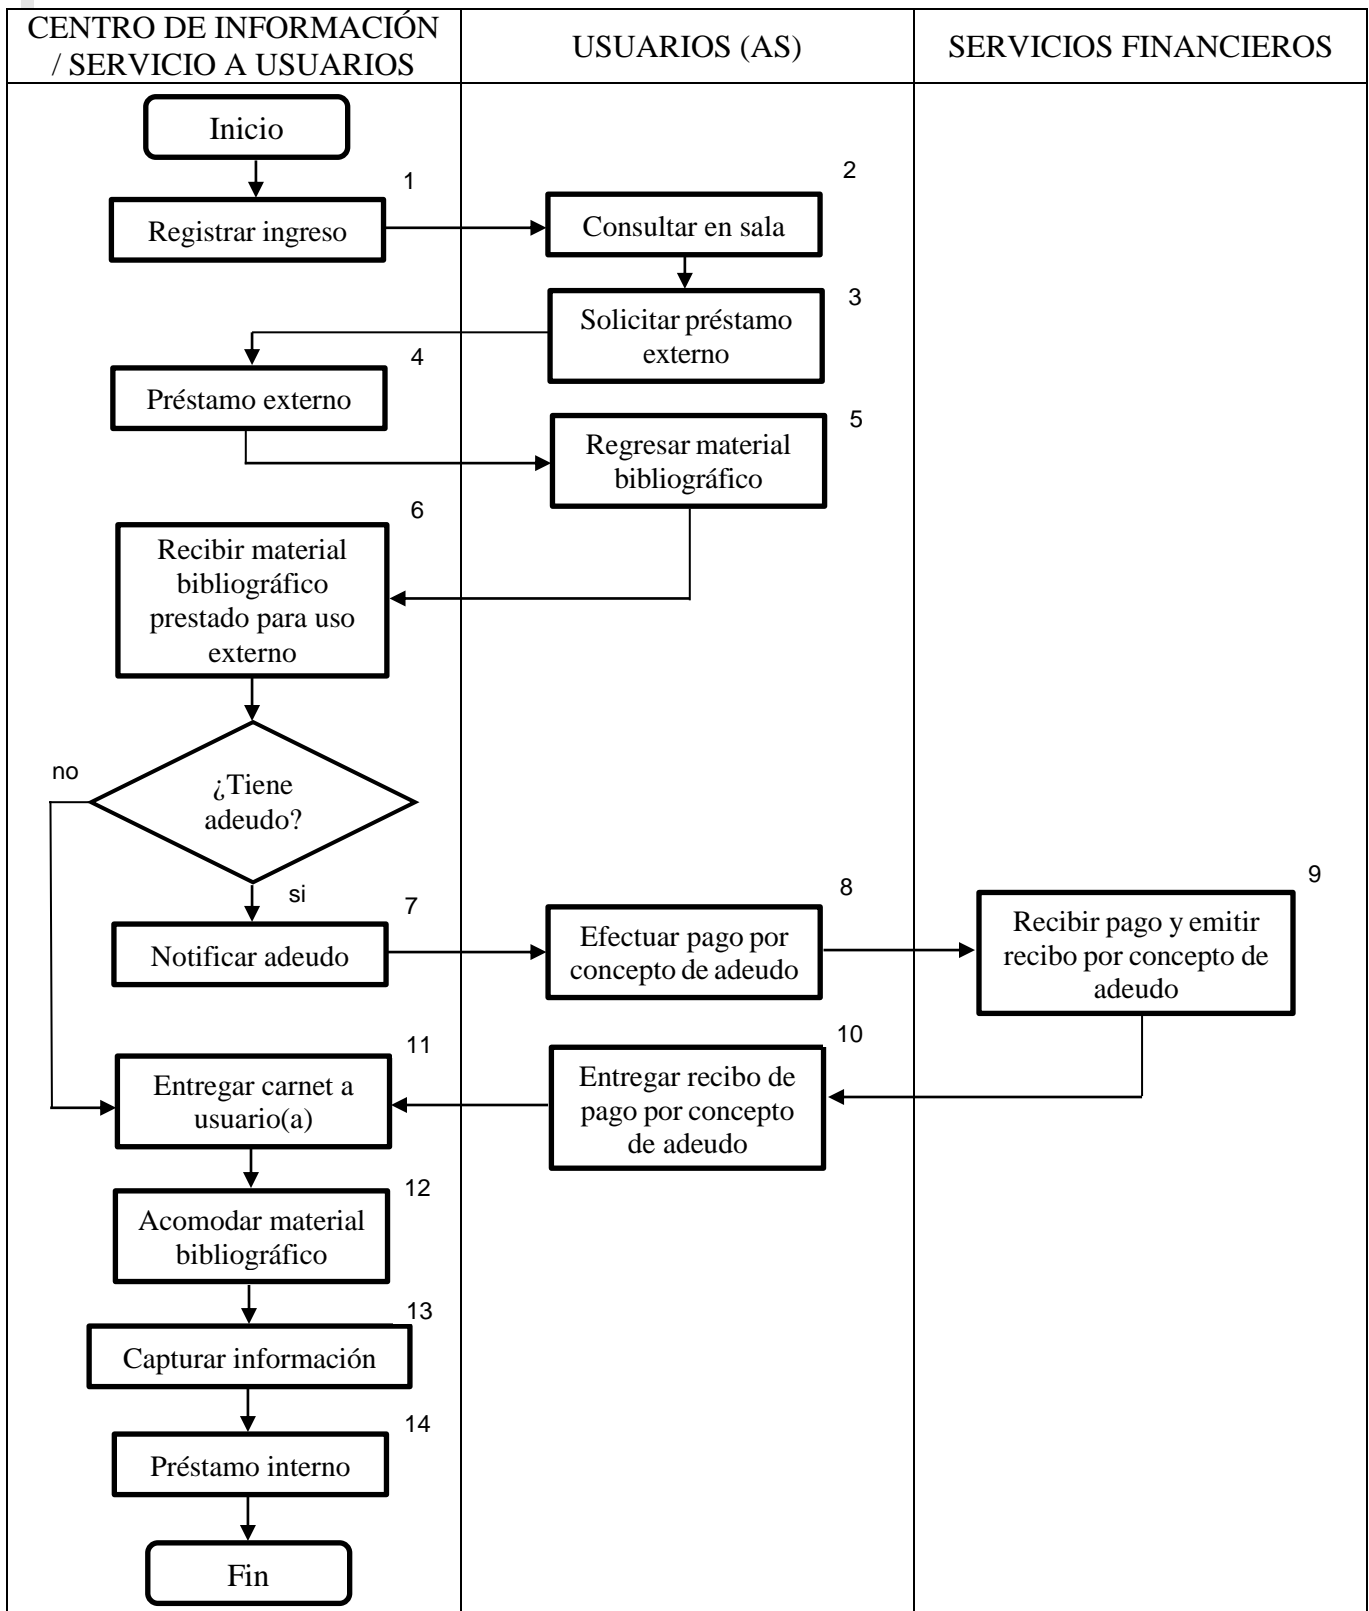 CENTRO DE INFORMACIÓN
/ SERVICIO A USUARIOS
USUARIOS (AS)
SERVICIOS FINANCIEROS
Inicio
1
Registrar ingreso
2
Consultar en sala
3
Solicitar préstamo
externo
4
Préstamo externo
5
Regresar material
bibliográfico
6
Recibir material
bibliográfico
prestado para uso
externo
¿Tiene
adeudo?
no
si
7
Notificar adeudo
8
Efectuar pago por
concepto de adeudo
9
Recibir pago y emitir
recibo por concepto de
adeudo
10
Entregar recibo de
pago por concepto
de adeudo
11
Entregar carnet a
usuario(a)
12
Acomodar material
bibliográfico
13
Capturar información
14
Préstamo interno
Fin